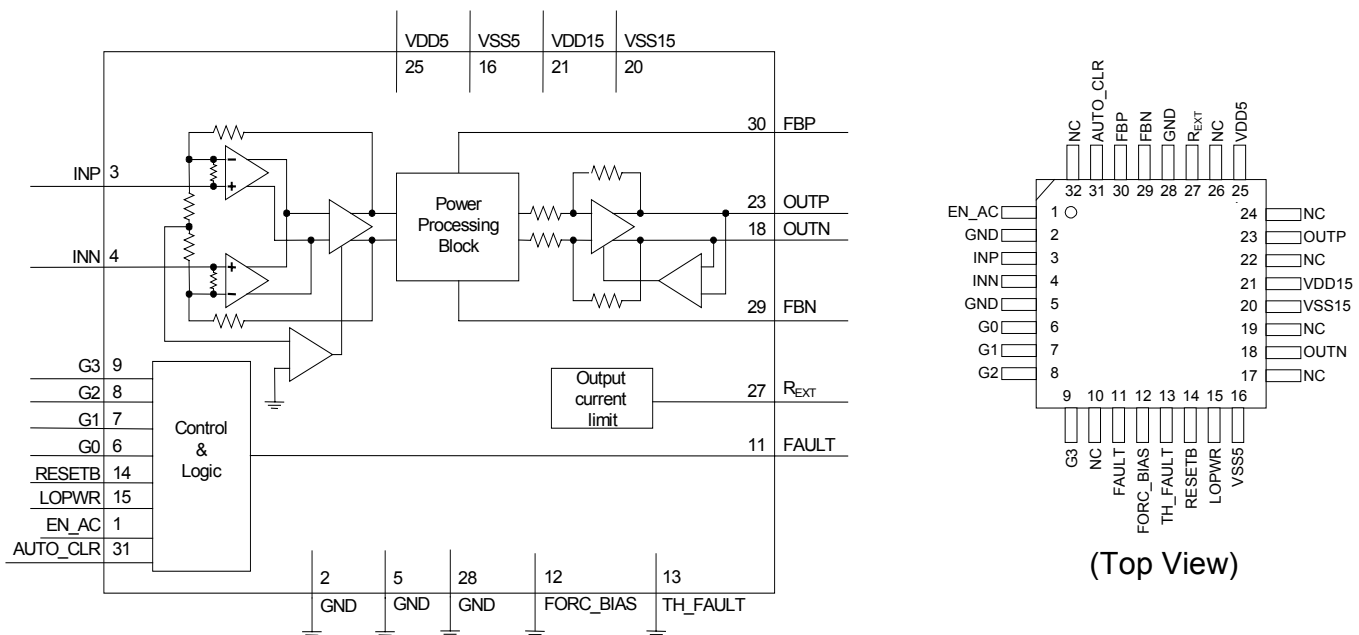 VDD5 VSS5 VDD15 VSS15
25 16 21 20
30 FBP
INP 3
- +
Power
Processing
Block
23 OUTP
18 OUTN
INN 4
+ -
29 FBN
G3 9
G2 8
G1 7
G0 6
RESETB 14
LOPWR 15
EN_AC 1
AUTO_CLR 31
Control
&
Logic
Output
current
limit
27 REXT
11 FAULT
2 5 28 12 13
GND GND GND FORC_BIAS TH_FAULT
NC AUTO_CLR FBP FBN GND REXT NC VDD5
32 31 30 29 28 27 26 25
EN_AC 1
GND 2
INP 3
INN 4
GND 5
G0 6
G1 7
G2 8
24 NC
23 OUTP
22 NC
21 VDD15
20 VSS15
19 NC
18 OUTN
17 NC
9 10 11 12 13 14 15 16
G3 NC FAULT FORC_BIAS TH_FAULT RESETB LOPWR VSS5
(Top View)